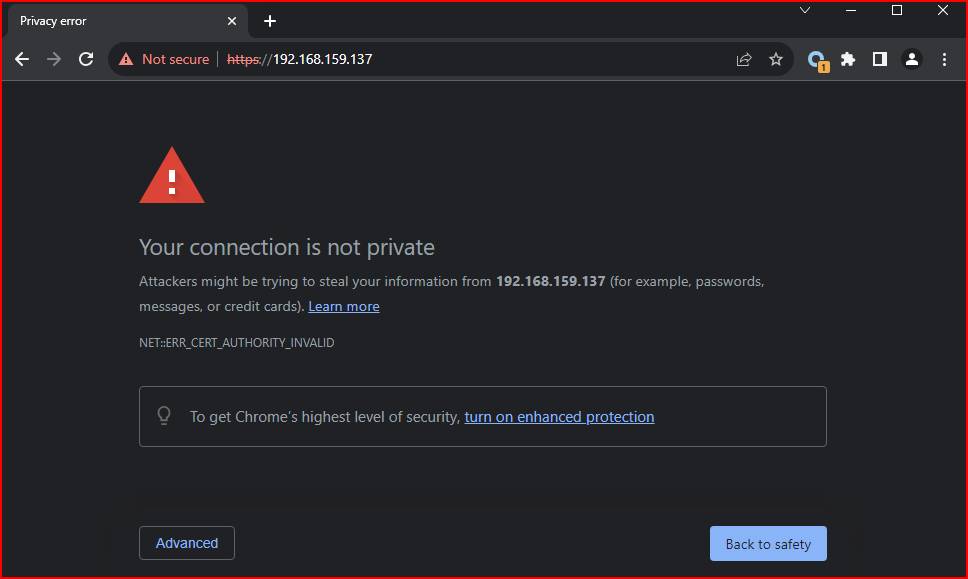 Privacy error
Not secure https://192.168.159.137
1
Your connection is not private
Attackers might be trying to steal your information from 192.168.159.137 (for example, passwords,
messages, or credit cards). Learn more
NET::ERR_CERT_AUTHORITY_INVALID
To get Chrome's highest level of security, turn on enhanced protection
Advanced
Back to safety